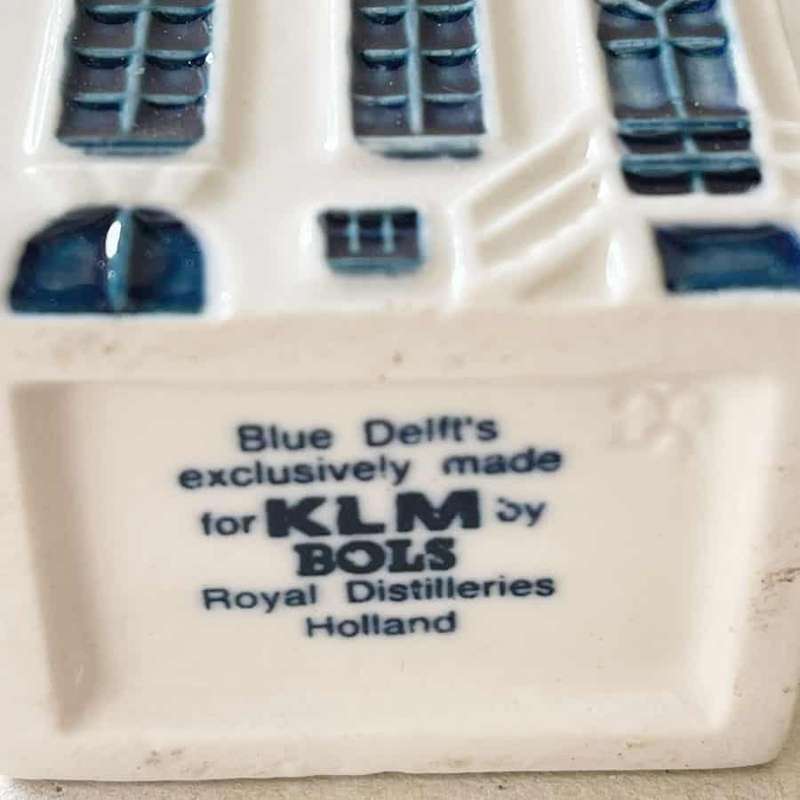 Blue Delft's
exclusively made
for KLM by
BOLS
Royal Distilleries
Holland